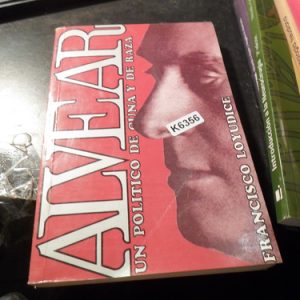 ALVEAR
UN POLITICO DE CUNA Y DE RAZA
K6356
FRANCISCO LOYUDICE
Introducción a la